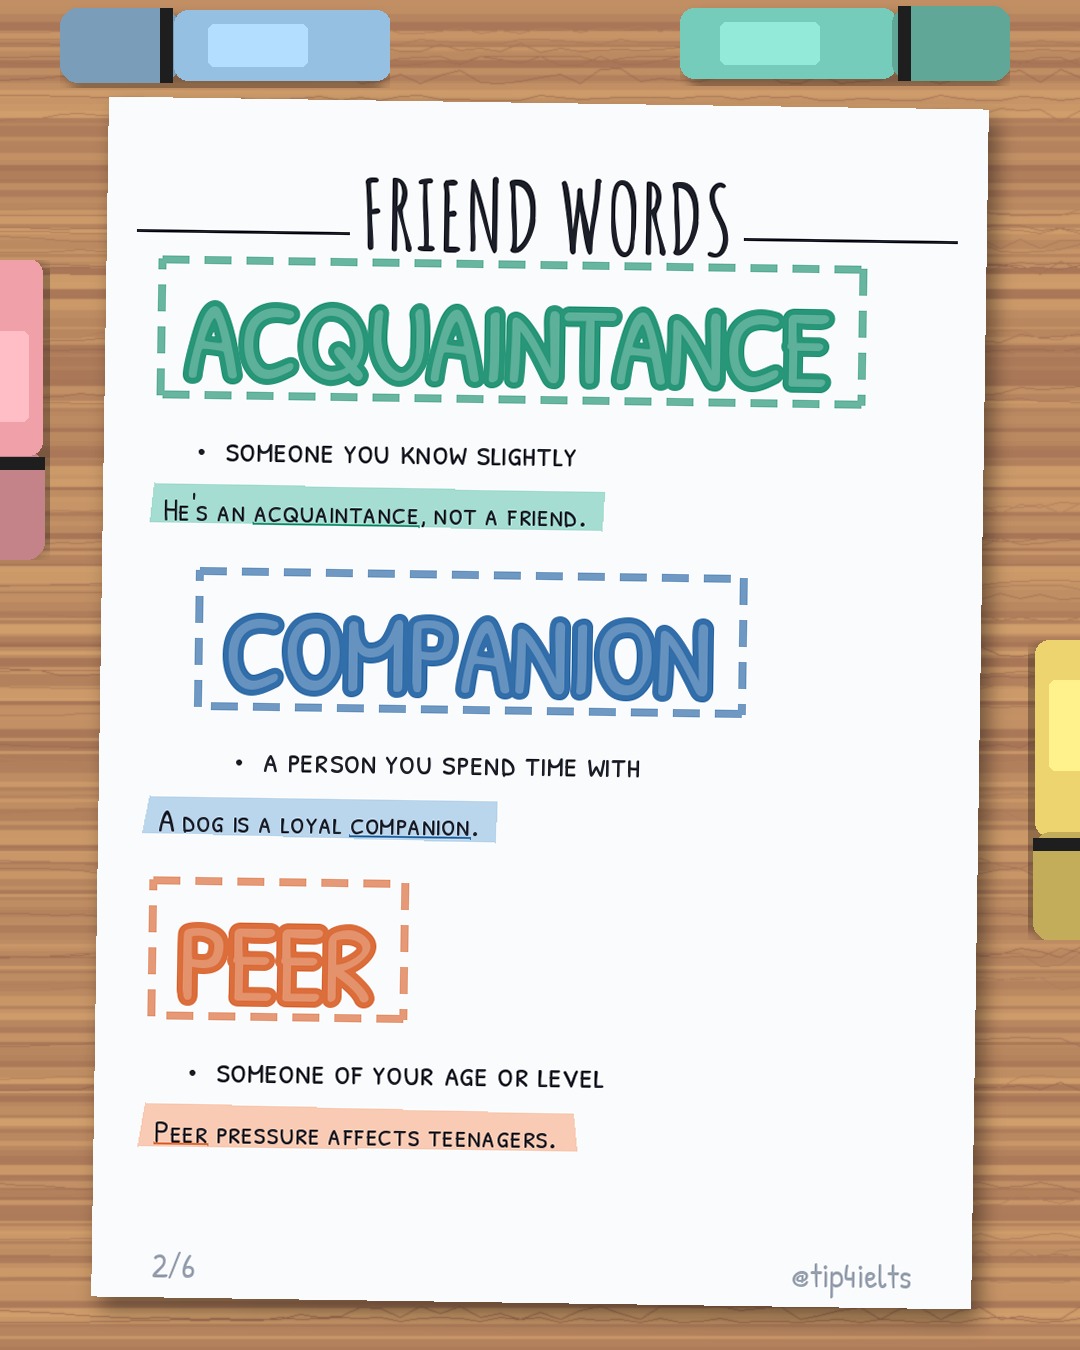 FRIEND WORDS
ACQUAINTANCE
• SOMEONE YOU KNOW SLIGHTLY
HE'S AN ACQUAINTANCE, NOT A FRIEND.
COMPANION
• A PERSON YOU SPEND TIME WITH
A DOG IS A LOYAL COMPANION.
PEER
• SOMEONE OF YOUR AGE OR LEVEL
PEER PRESSURE AFFECTS TEENAGERS.
2/6
@tip4ielts